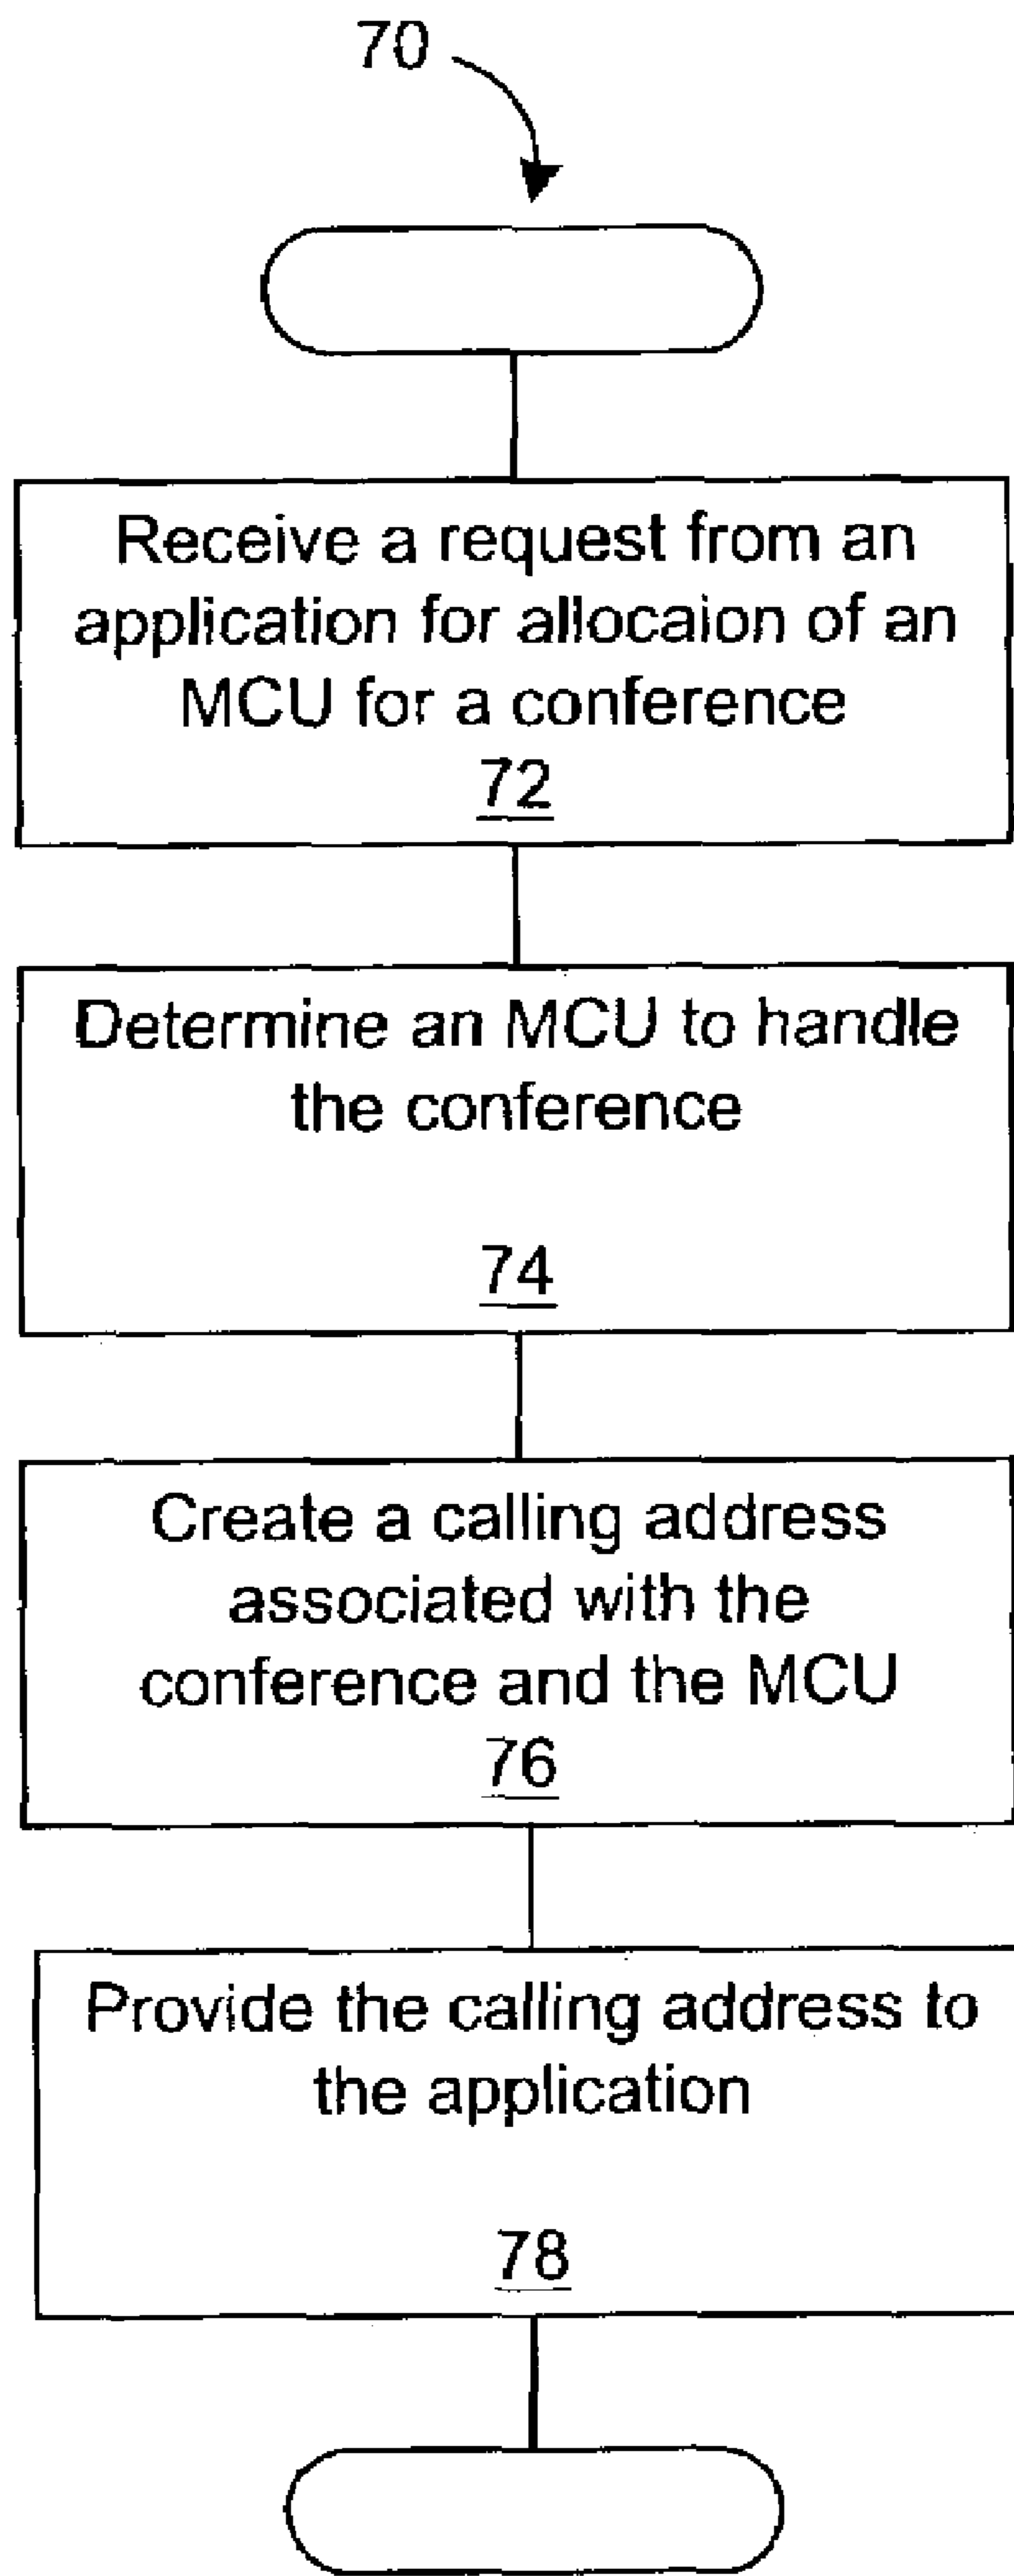 70
Receive a request from an
application for allocaion of an
MCU for a conference
72
Determine an MCU to handle
the conference
74
Create a calling address
associated with the
conference and the MCU
76
Provide the calling address to
the application
78